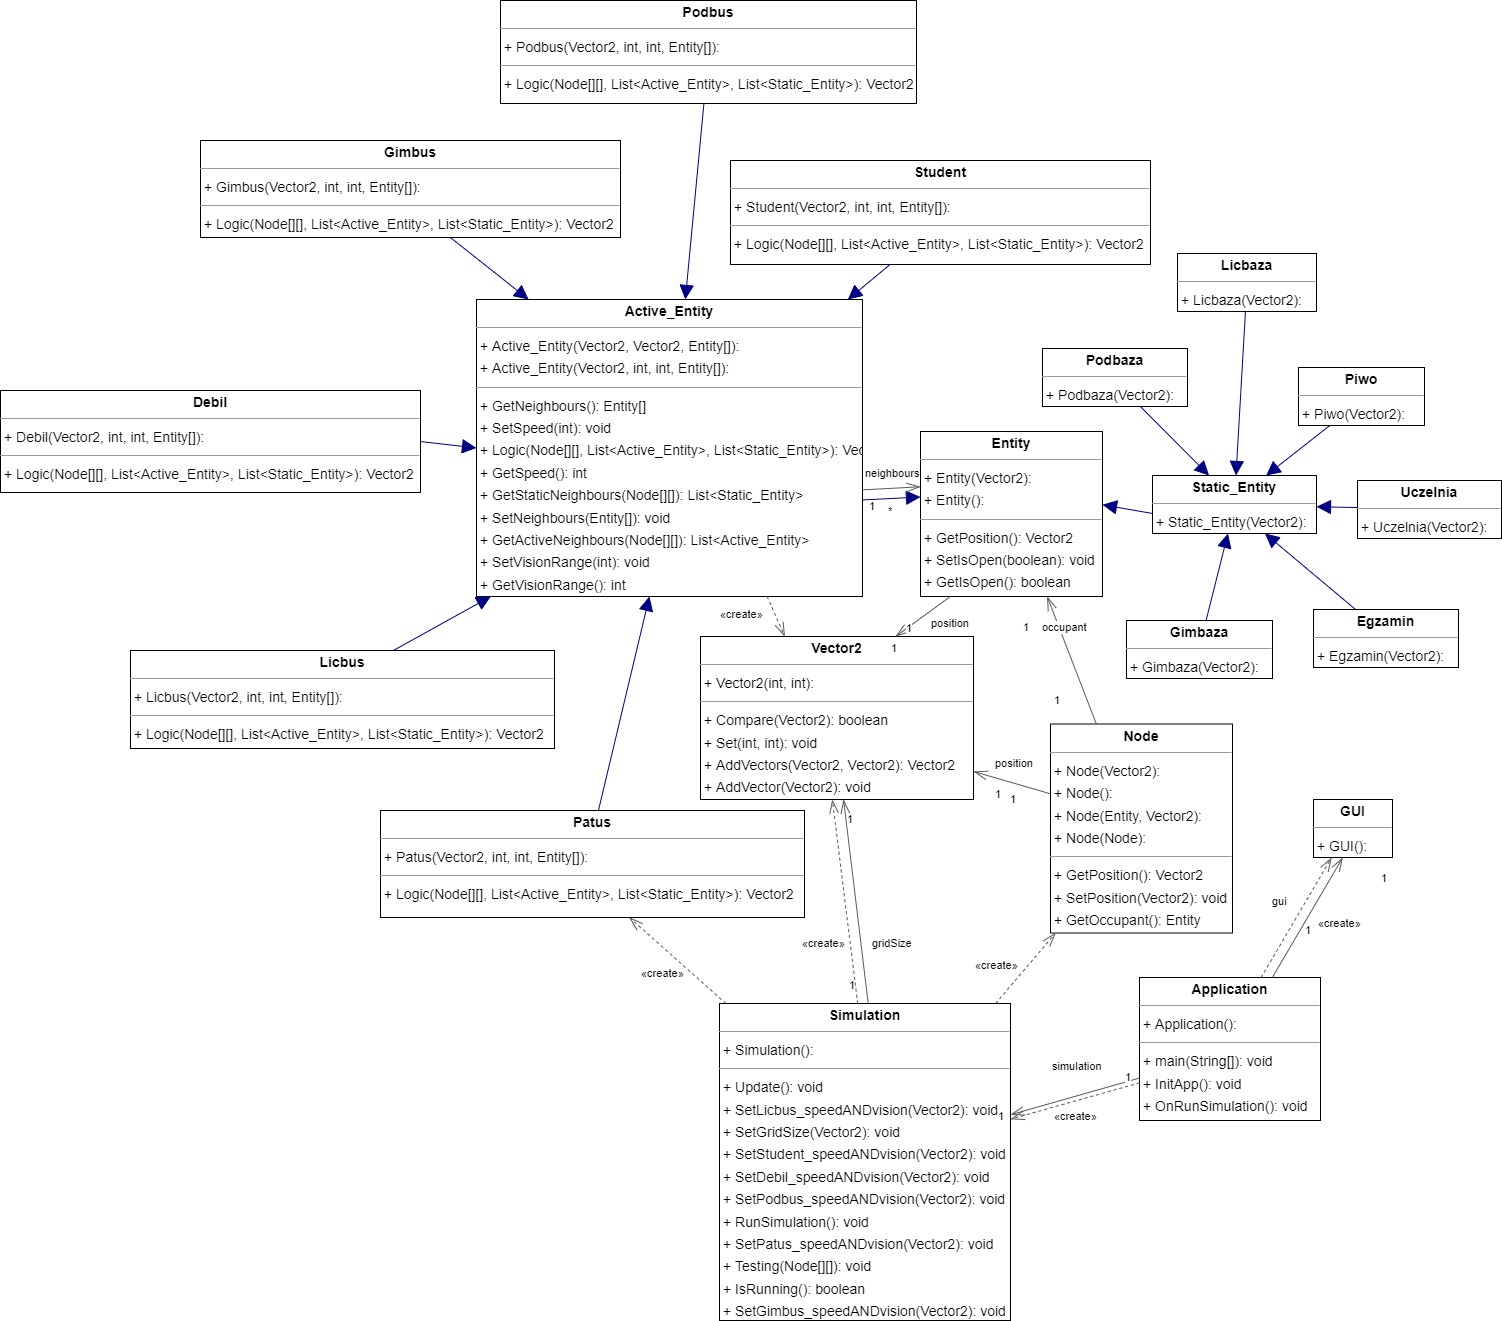 Podbus
+ Podbus(Vector2, int, int, Entity[]):
+ Logic(Node[][], List<Active_Entity>, List<Static_Entity>): Vector2
Gimbus
+ Gimbus(Vector2, int, int, Entity[]):
+ Logic(Node[][], List<Active_Entity>, List<Static_Entity>): Vector2
Student
+ Student(Vector2, int, int, Entity[]):
+ Logic(Node[][], List<Active_Entity>, List<Static_Entity>): Vector2
Licbaza
+ Licbaza(Vector2):
Active_Entity
+ Active_Entity(Vector2, Vector2, Entity[]):
+ Active_Entity(Vector2, int, int, Entity[]):
+ GetNeighbours(): Entity[]
+ SetSpeed(int): void
+ Logic(Node[][], List<Active_Entity>, List<Static_Entity>): Vec
+ GetSpeed(): int
+ GetStaticNeighbours(Node[][]): List<Static_Entity>
+ SetNeighbours(Entity[]): void
+ GetActiveNeighbours(Node[][]): List<Active_Entity>
+ SetVisionRange(int): void
+ GetVisionRange(): int
Podbaza
+ Podbaza(Vector2):
Piwo
+ Piwo(Vector2):
Debil
+ Debil(Vector2, int, int, Entity[]):
+ Logic(Node[][], List<Active_Entity>, List<Static_Entity>): Vector2
neighbours
1
*
Entity
+ Entity(Vector2):
+ Entity():
+ GetPosition(): Vector2
+ SetIsOpen(boolean): void
+ GetIsOpen(): boolean
Static_Entity
+ Static_Entity(Vector2):
Uczelnia
+ Uczelnia(Vector2):
Gimbaza
+ Gimbaza(Vector2):
Egzamin
+ Egzamin(Vector2):
«create»
1
position
1
1
occupant
1
Licbus
+ Licbus(Vector2, int, int, Entity[]):
+ Logic(Node[][], List<Active_Entity>, List<Static_Entity>): Vector2
Vector2
+ Vector2(int, int):
+ Compare(Vector2): boolean
+ Set(int, int): void
+ AddVectors(Vector2, Vector2): Vector2
+ AddVector(Vector2): void
position
1
1
Node
+ Node(Vector2):
+ Node():
+ Node(Entity, Vector2):
+ Node(Node):
+ GetPosition(): Vector2
+ SetPosition(Vector2): void
+ GetOccupant(): Entity
Patus
+ Patus(Vector2, int, int, Entity[]):
+ Logic(Node[][], List<Active_Entity>, List<Static_Entity>): Vector2
GUI
+ GUI():
1
gui
1
«create»
1
«create»
gridSize
1
«create»
«create»
Simulation
+ Simulation():
+ Update(): void
+ SetLicbus_speedANDvision(Vector2): void
+ SetGridSize(Vector2): void
+ SetStudent_speedANDvision(Vector2): void
+ SetDebil_speedANDvision(Vector2): void
+ SetPodbus_speedANDvision(Vector2): void
+ RunSimulation(): void
+ SetPatus_speedANDvision(Vector2): void
+ Testing(Node[][]): void
+ IsRunning(): boolean
+ SetGimbus_speedANDvision(Vector2): void
simulation
1
1
«create»
Application
+ Application():
+ main(String[]): void
+ InitApp(): void
+ OnRunSimulation(): void